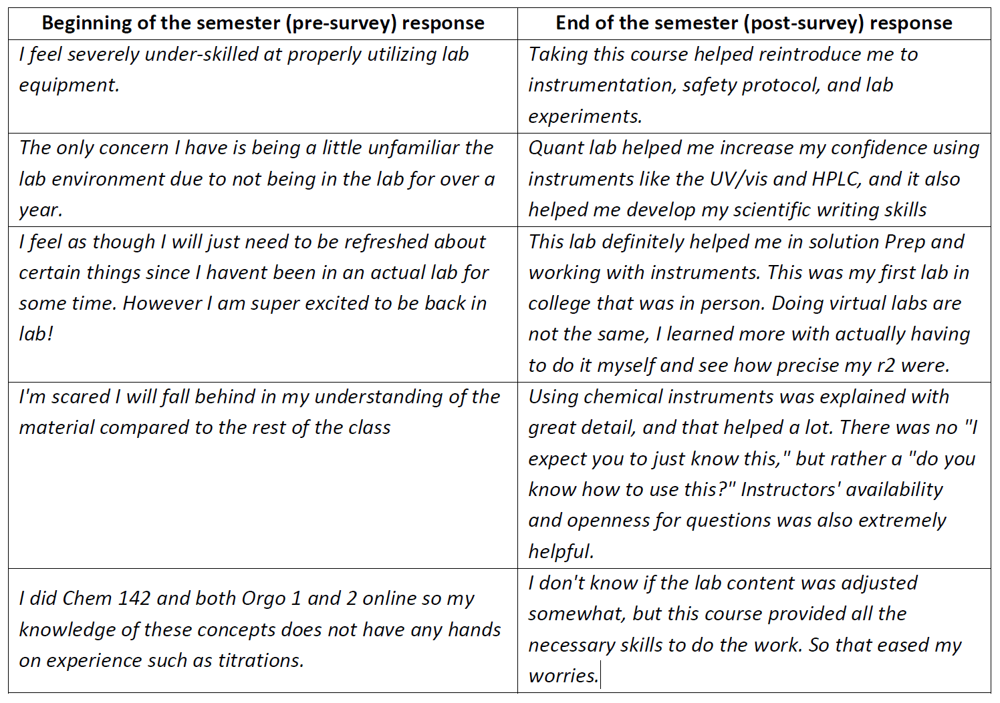 Beginning of the semester (pre-survey) response
End of the semester (post-survey) response
I feel severely under-skilled at properly utilizing lab
equipment.
Taking this course helped reintroduce me to
instrumentation, safety protocol, and lab
experiments.
The only concern I have is being a little unfamiliar the
lab environment due to not being in the lab for over a
year.
Quant lab helped me increase my confidence using
instruments like the UV/vis and HPLC, and it also
helped me develop my scientific writing skills
I feel as though I will just need to be refreshed about
certain things since I havent been in an actual lab for
some time. However I am super excited to be back in
lab!
This lab definitely helped me in solution Prep and
working with instruments. This was my first lab in
college that was in person. Doing virtual labs are
not the same, I learned more with actually having
to do it myself and see how precise my r2 were.
I'm scared I will fall behind in my understanding of the
material compared to the rest of the class
Using chemical instruments was explained with
great detail, and that helped a lot. There was no "I
expect you to just know this," but rather a "do you
know how to use this?" Instructors' availability
and openness for questions was also extremely
helpful.
I did Chem 142 and both Orgo 1 and 2 online so my
knowledge of these concepts does not have any hands
on experience such as titrations.
I don't know if the lab content was adjusted
somewhat, but this course provided all the
necessary skills to do the work. So that eased my
worries.